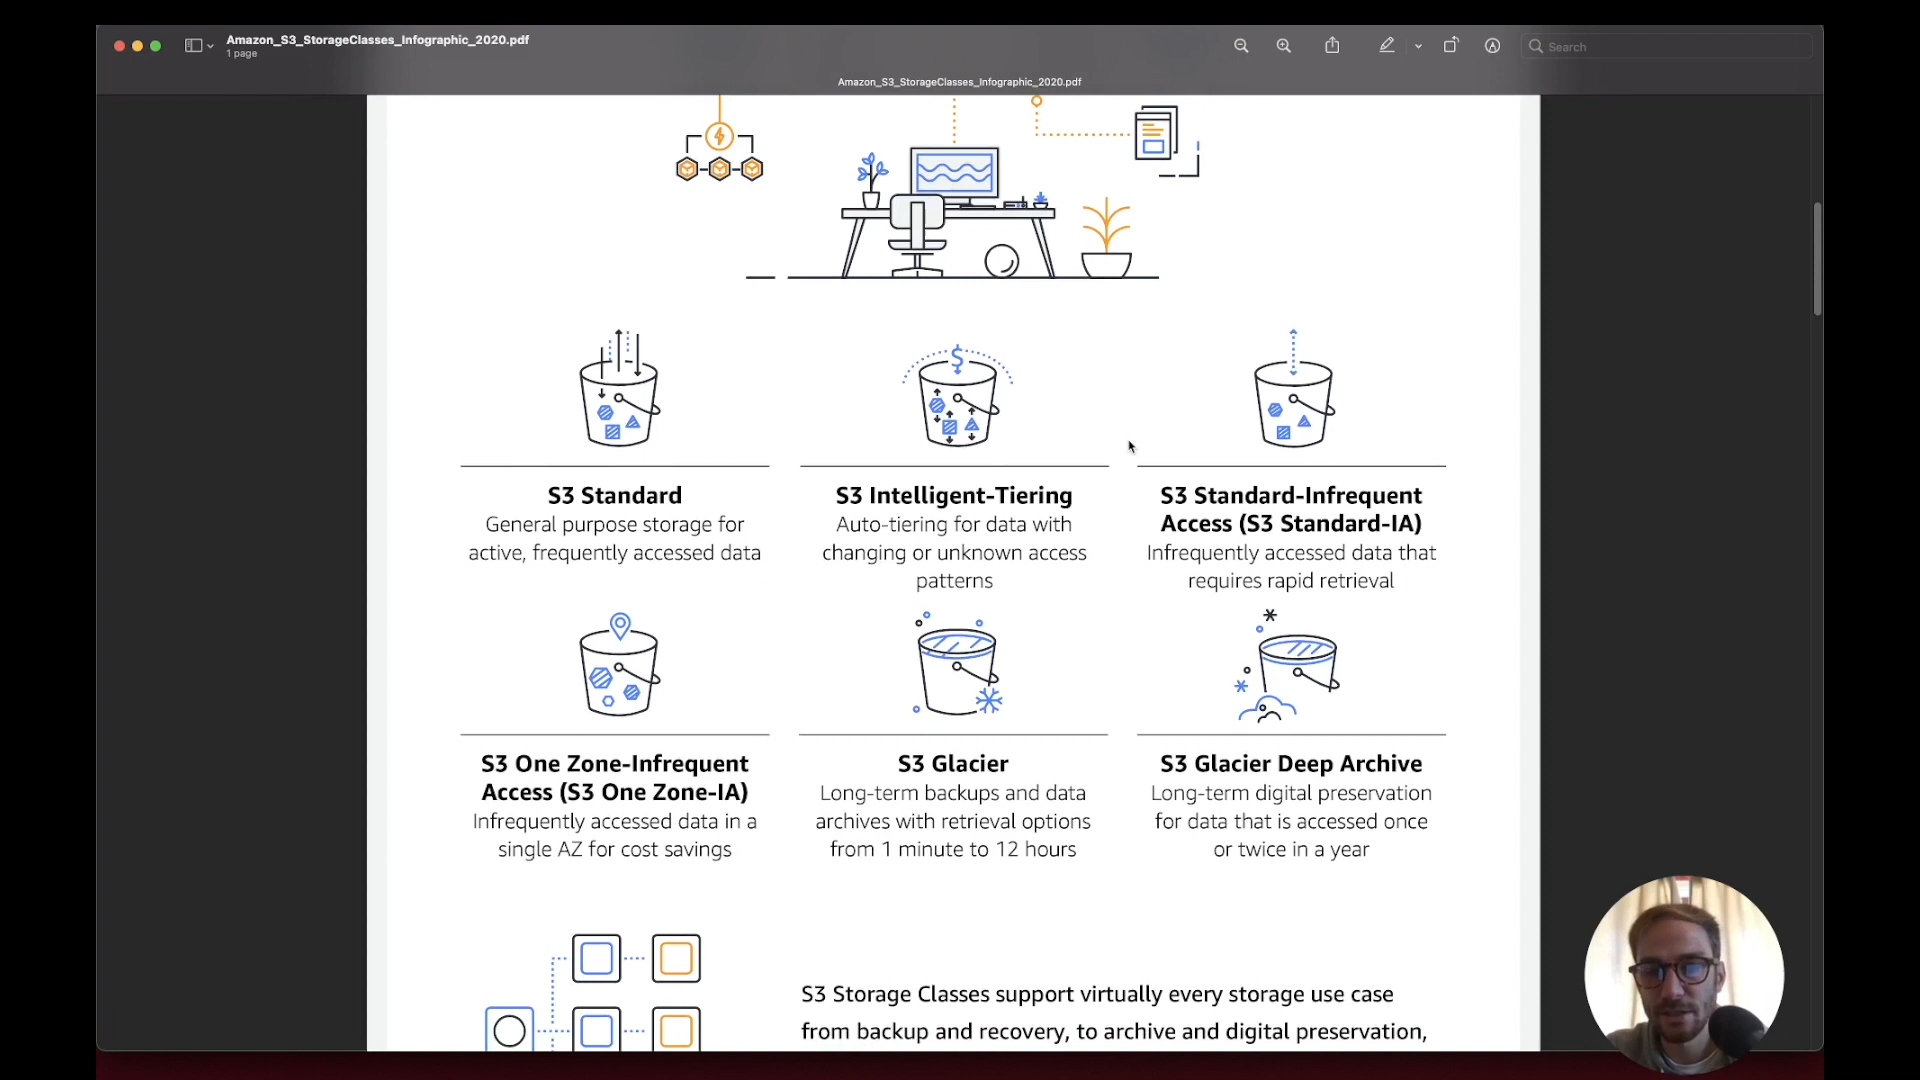 Amazon_S3_StorageClasses_Infographic_2020.pdf
1 page
Search
Amazon_S3_StorageClasses_Infographic_2020.pdf
S3 Standard
General purpose storage for
active, frequently accessed data
S3 Intelligent-Tiering
Auto-tiering for data with
changing or unknown access
patterns
S3 Standard-Infrequent
Access (S3 Standard-IA)
Infrequently accessed data that
requires rapid retrieval
S3 One Zone-Infrequent
Access (S3 One Zone-IA)
Infrequently accessed data in a
single AZ for cost savings
S3 Glacier
Long-term backups and data
archives with retrieval options
from 1 minute to 12 hours
S3 Glacier Deep Archive
Long-term digital preservation
for data that is accessed once
or twice in a year
S3 Storage Classes support virtually every storage use case
from backup and recovery, to archive and digital preservation,